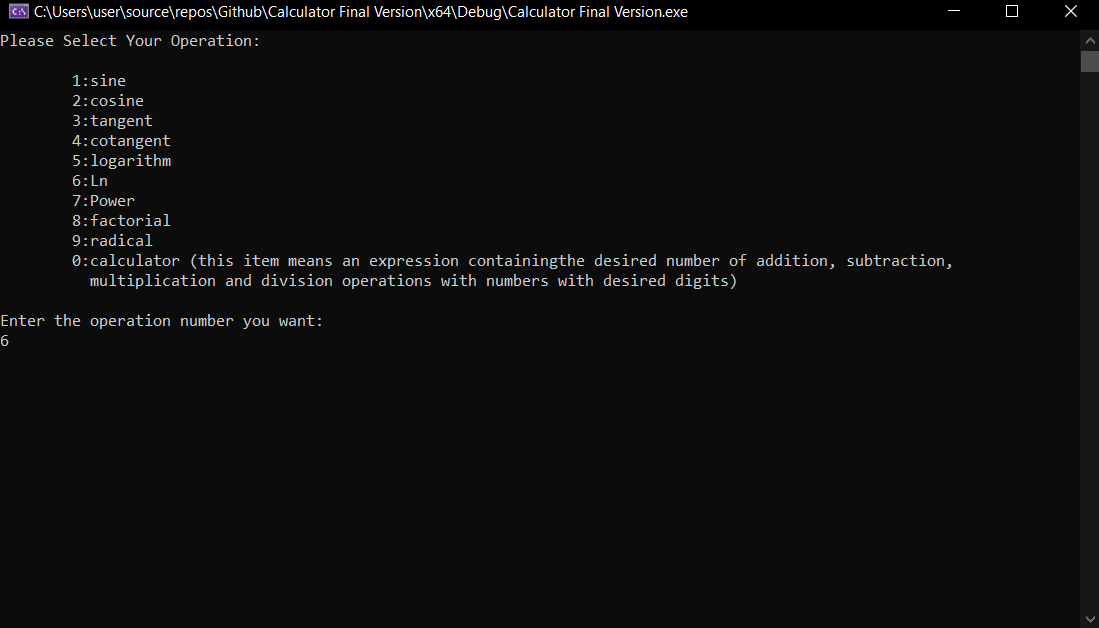 C:\Users\user\source\repos\Github\Calculator Final Version\x64\Debug\Calculator Final Version.exe
Please Select Your Operation:
1:sine
2:cosine
3:tangent
4:cotangent
5:logarithm
6:Ln
7:Power
8:factorial
9:radical
0:calculator (this item means an expression containingthe desired number of addition, subtraction,
multiplication and division operations with numbers with desired digits)
Enter the operation number you want:
6